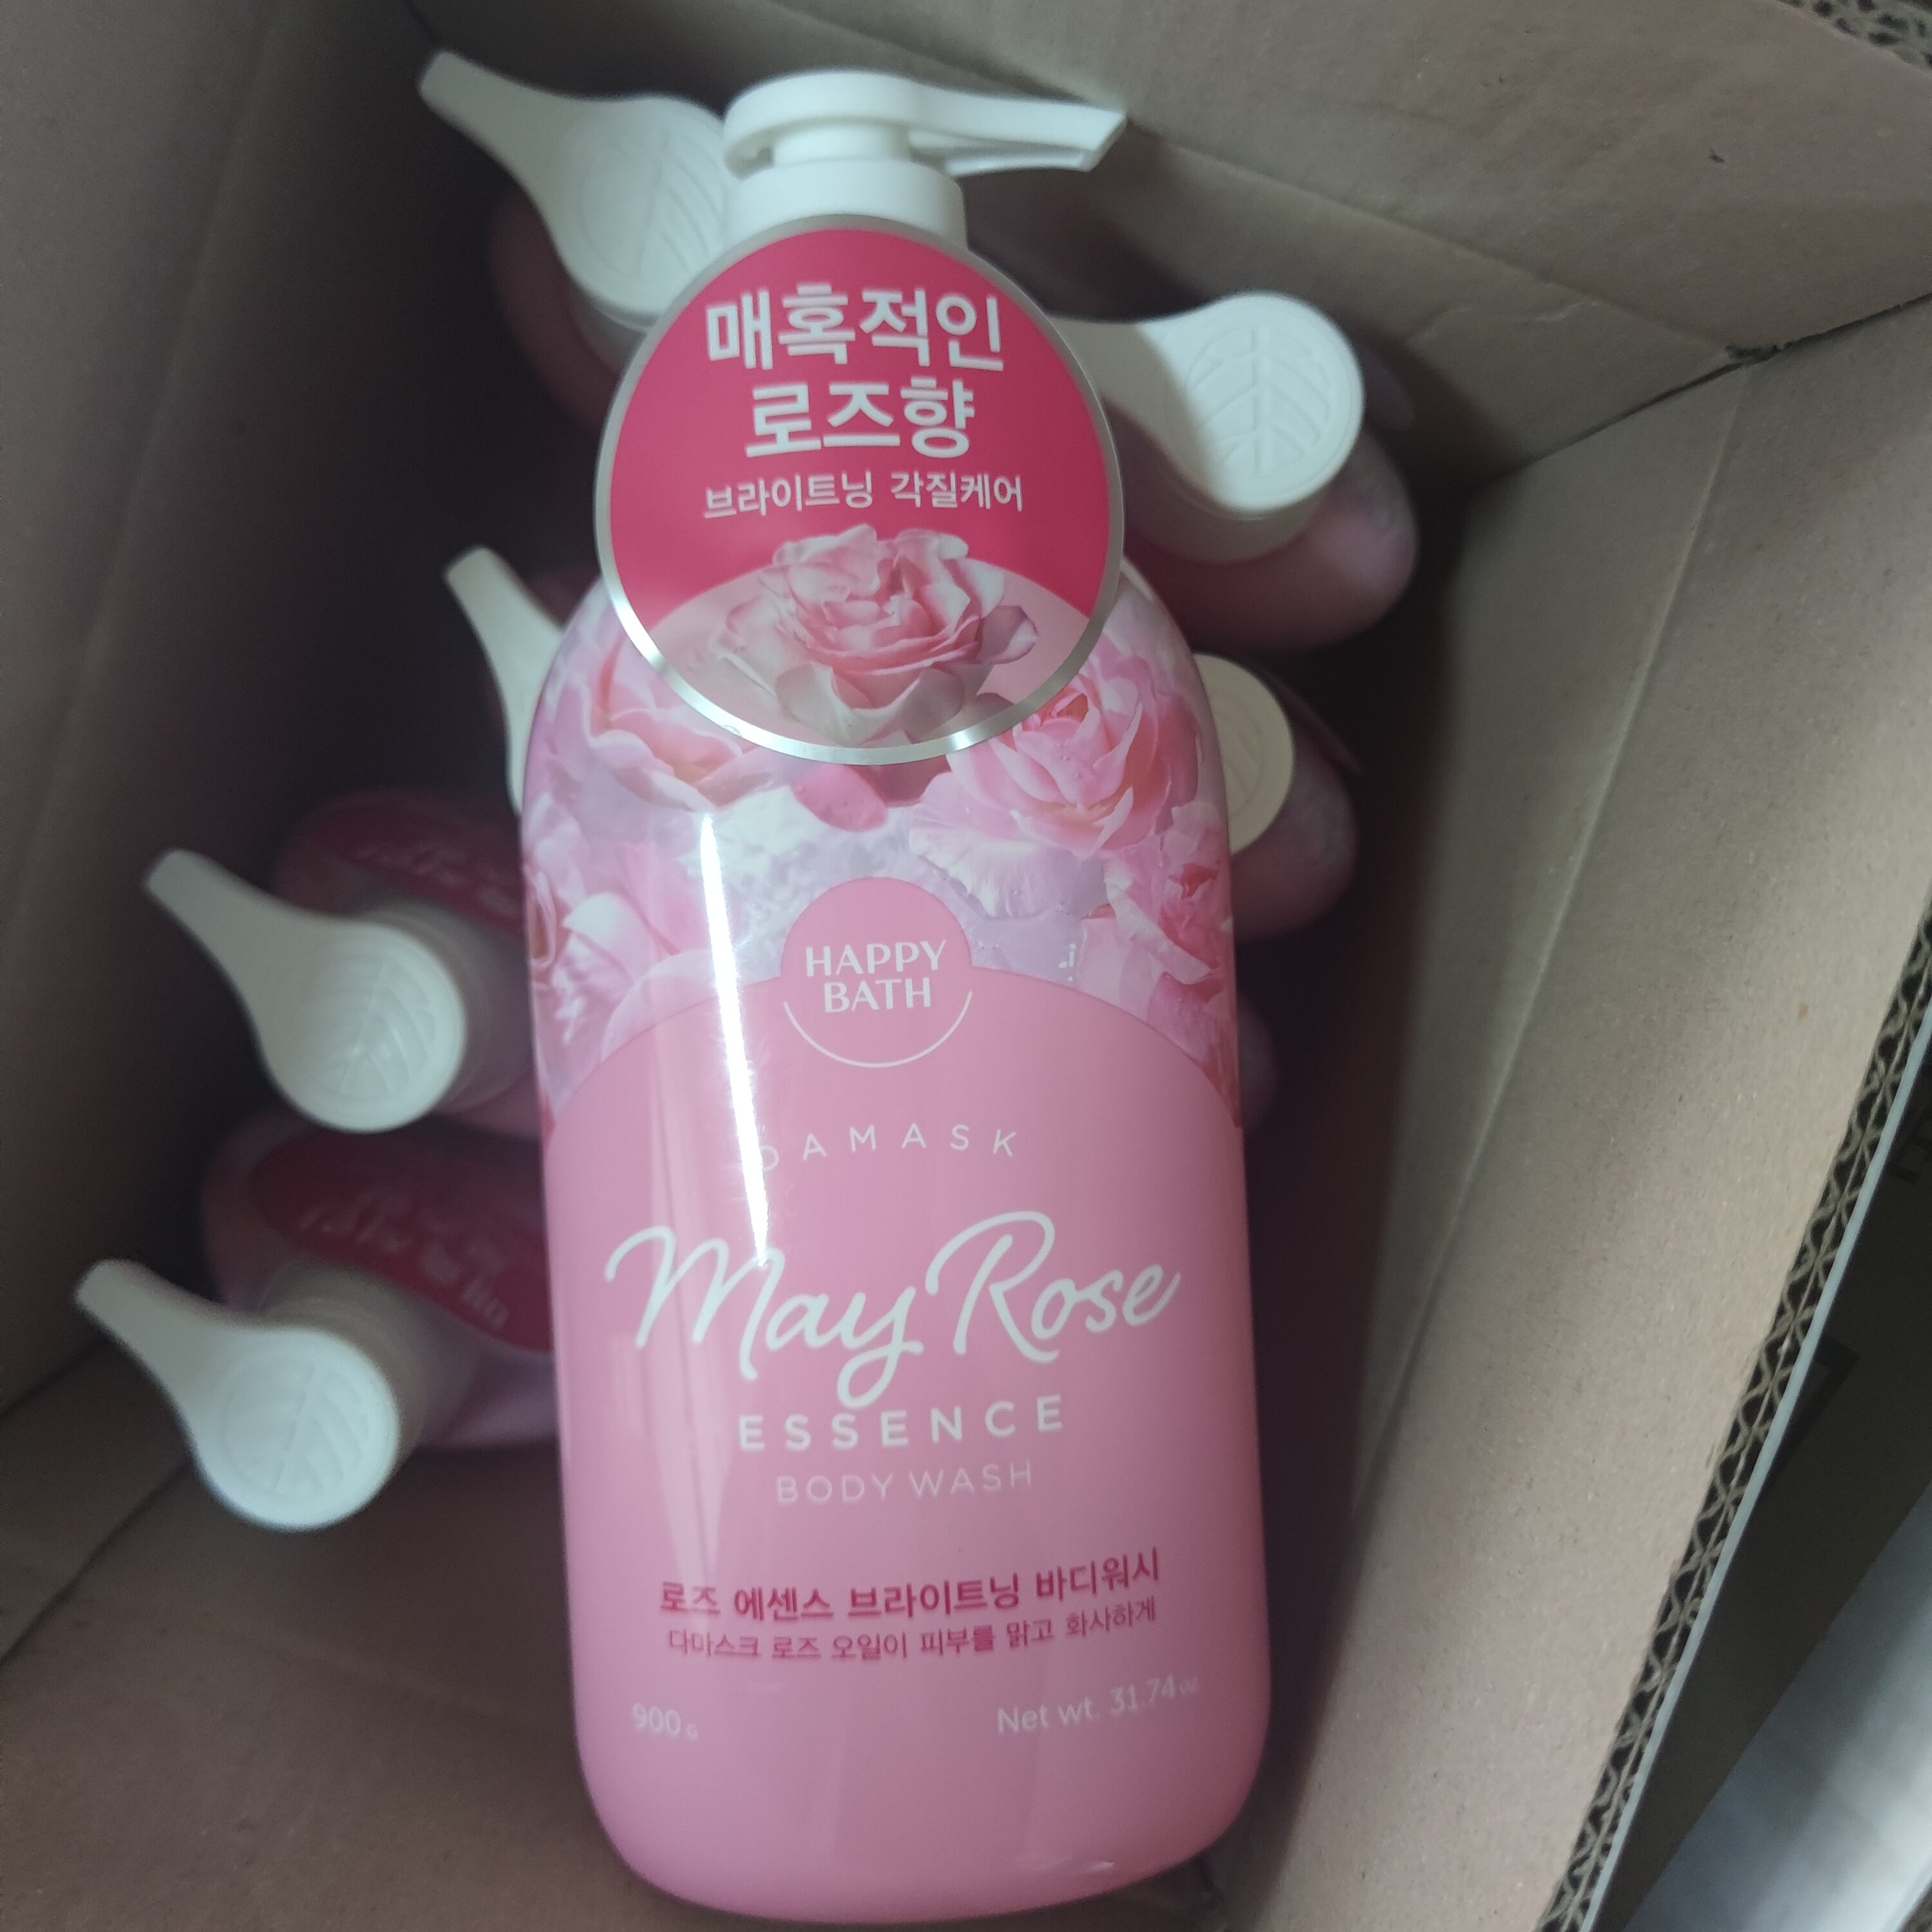 매혹적인
로즈향
브라이트닝 각질케어
HAPPY
BATH
DAMASK
May Rose
ESSENCE
BODY WASH
로즈 에센스 브라이트닝 바디워시
다마스크 로즈 오일이 피부를 맑고 화사하게
900G
Net wt. 31.74oz